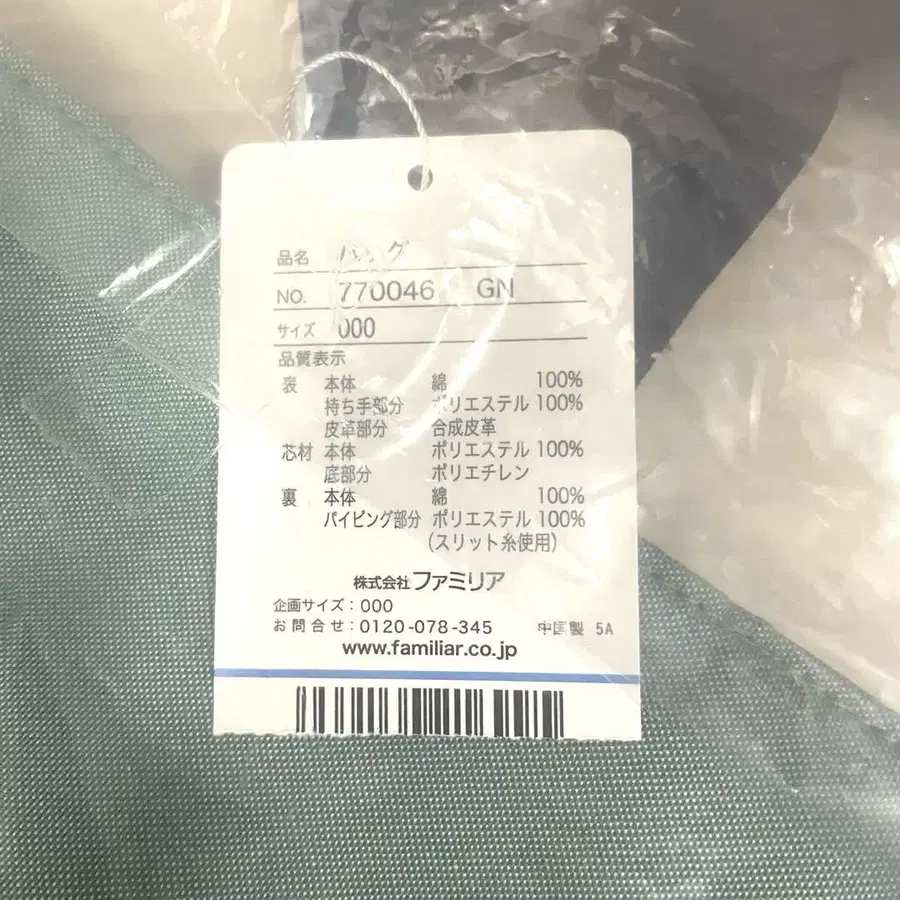 品名 バッグ
NO. 770046 GN
サイズ 000
品質表示
表 本体 綿 100%
持ち手部分 ポリエステル 100%
皮革部分 合成皮革
芯材 本体 ポリエステル 100%
底部分 ポリエチレン
裏 本体 綿 100%
パイピング部分 ポリエステル 100%
(スリット糸使用)
株式会社 ファミリア
企画サイズ：000
お問合せ：0120-078-345 中国製 5A
www.familiar.co.jp